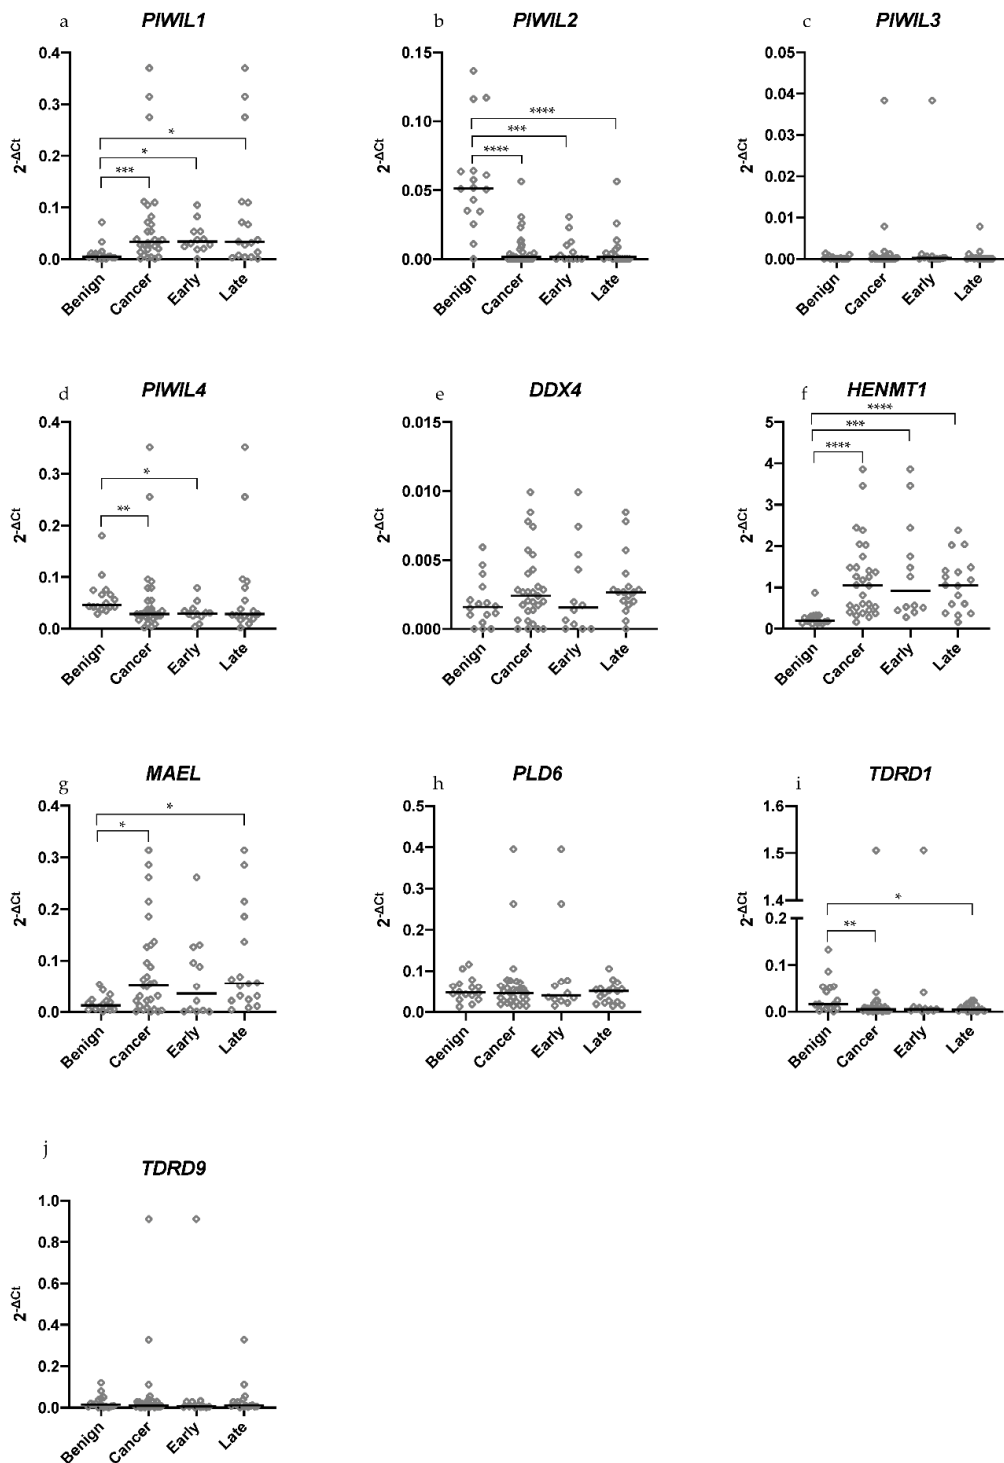 a
PIWIL1
0.4
0.3
0.2
0.1
0.0
2-ΔCt
*
*
***
Benign
Cancer
Early
Late
b
PIWIL2
0.15
0.10
0.05
0.00
2-ΔCt
****
***
****
Benign
Cancer
Early
Late
c
PIWIL3
0.05
0.04
0.03
0.02
0.01
0.00
2-ΔCt
Benign
Cancer
Early
Late
d
PIWIL4
0.4
0.3
0.2
0.1
0.0
2-ΔCt
*
**
Benign
Cancer
Early
Late
e
DDX4
0.015
0.010
0.005
0.000
2-ΔCt
Benign
Cancer
Early
Late
f
HENMT1
5
4
3
2
1
0
2-ΔCt
****
***
****
Benign
Cancer
Early
Late
g
MAEL
0.4
0.3
0.2
0.1
0.0
2-ΔCt
*
*
Benign
Cancer
Early
Late
h
PLD6
0.5
0.4
0.3
0.2
0.1
0.0
2-ΔCt
Benign
Cancer
Early
Late
i
TDRD1
1.6
1.5
1.4
0.2
0.1
0.0
2-ΔCt
*
**
Benign
Cancer
Early
Late
j
TDRD9
1.0
0.8
0.6
0.4
0.2
0.0
2-ΔCt
Benign
Cancer
Early
Late